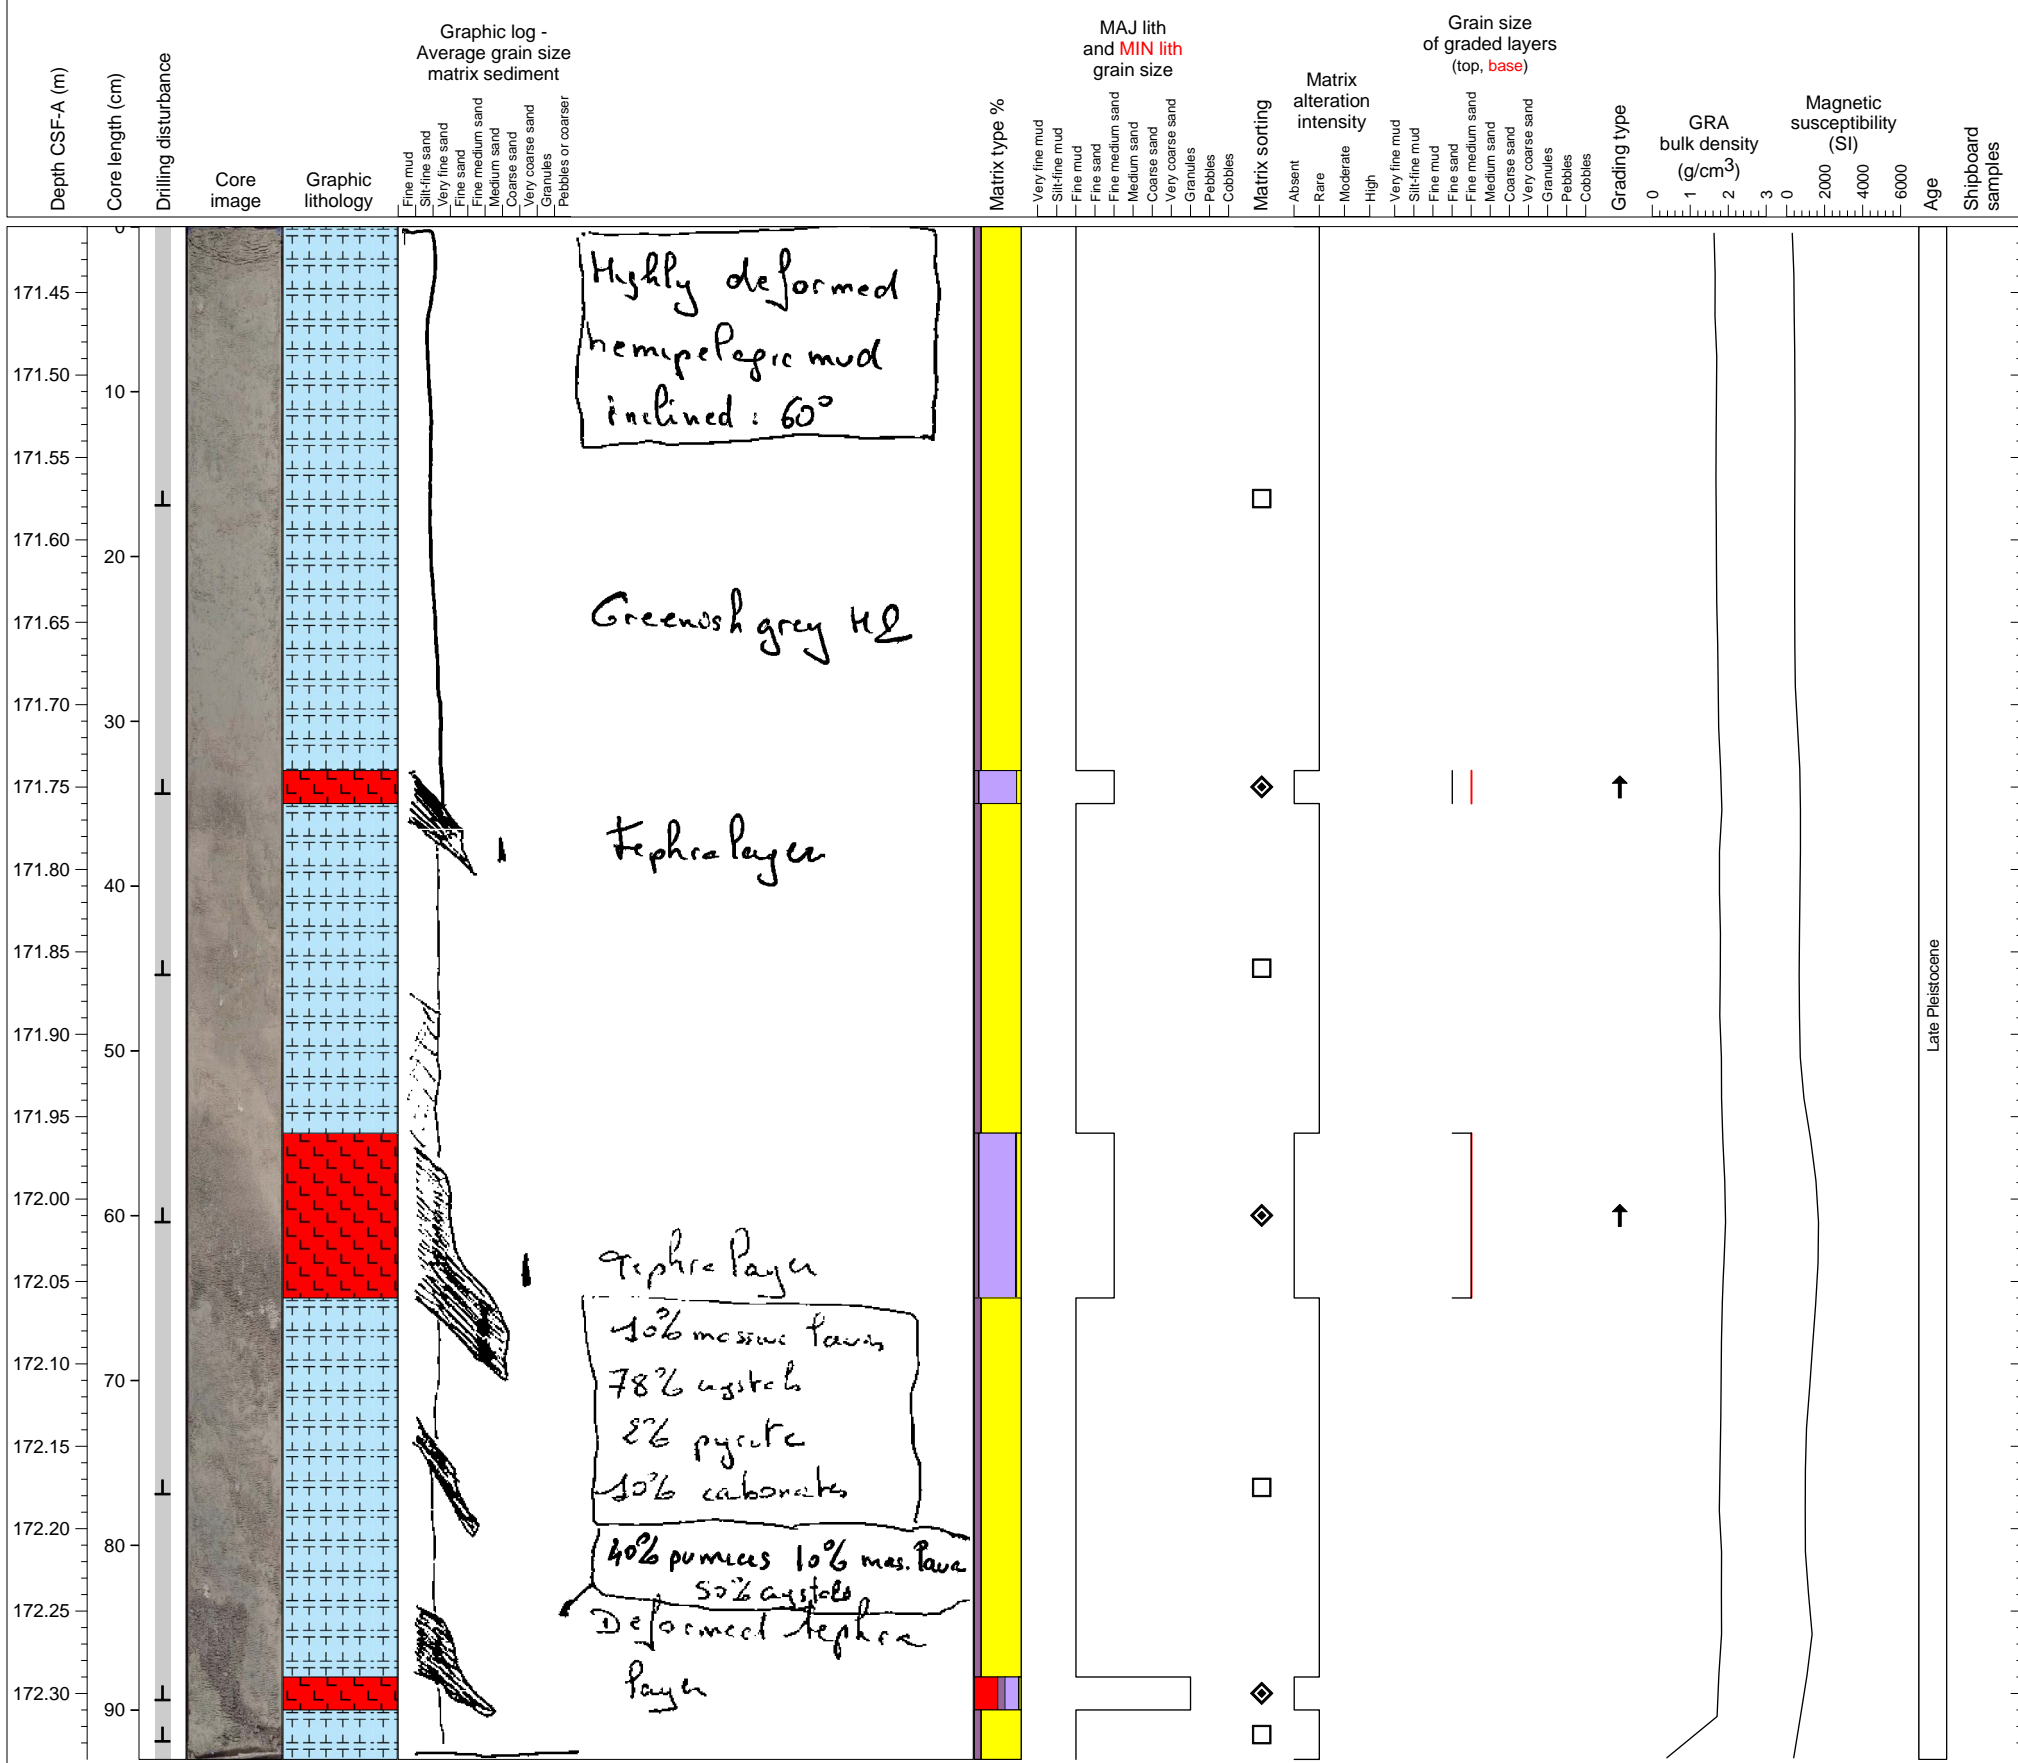 Depth CSF-A (m)
Core length (cm)
Drilling disturbance
Core
image
Graphic
lithology
Graphic log -
Average grain size
matrix sediment
Fine mud
Silt-fine sand
Very fine sand
Fine sand
Fine medium sand
Medium sand
Coarse sand
Very coarse sand
Granules
Pebbles or coarser
Matrix type %
MAJ lith
and MIN lith
grain size
Very fine mud
Silt-fine mud
Fine mud
Fine sand
Fine medium sand
Medium sand
Coarse sand
Very coarse sand
Granules
Pebbles
Cobbles
Matrix sorting
Matrix
alteration
intensity
Absent
Rare
Moderate
High
Grain size
of graded layers
(top, base)
Very fine mud
Silt-fine mud
Fine mud
Fine sand
Fine medium sand
Medium sand
Coarse sand
Very coarse sand
Granules
Pebbles
Cobbles
Grading type
GRA
bulk density
(g/cm3)
0 1 2 3
Magnetic
susceptibility
(SI)
0 2000 4000 6000
Age
Shipboard
samples
0
171.45
171.50
10
171.55
171.60
20
171.65
171.70
30
171.75
171.80
40
171.85
171.90
50
171.95
172.00
60
172.05
172.10
70
172.15
172.20
80
172.25
172.30
90
Highly deformed
hemipelagic mud
inclined : 60°
Greenish grey HP
Tephra layer
Tephra layer
10% massive lavas
78% crystals
2% pyrite
10% cabonates
40% pumices 10% mas. lava
50% crystals
Deformed tephra
layer
Late Pleistocene